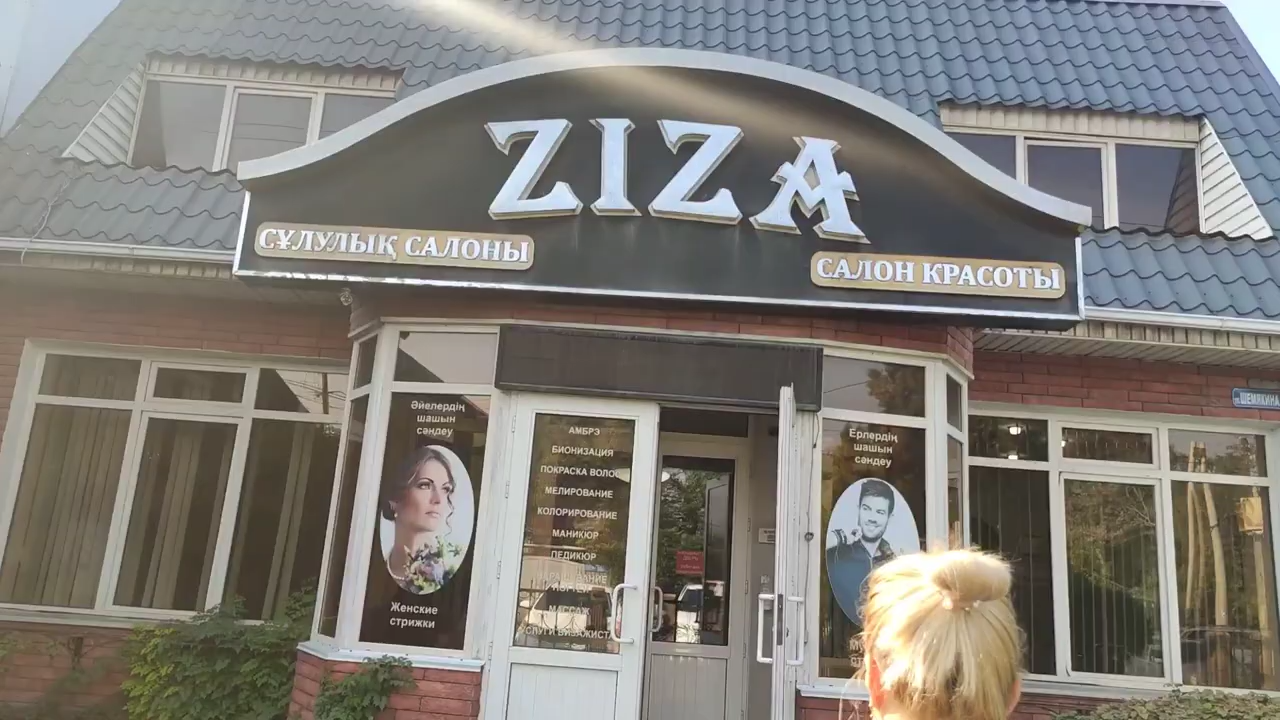 ZIZA
СҰЛУЛЫҚ САЛОНЫ
САЛОН КРАСОТЫ
ШЕМЯКИНА
Әйелердің
шашын
сәндеу
Женские
стрижки
АМБРЭ
БИОНИЗАЦИЯ
ПОКРАСКА
МЕЛИРОВАНИЕ
КОЛОРИРОВАНИЕ
МАНИКЮР
ПЕДИКЮР
МАССАЖ
Ерлердің
шашын
сәндеу